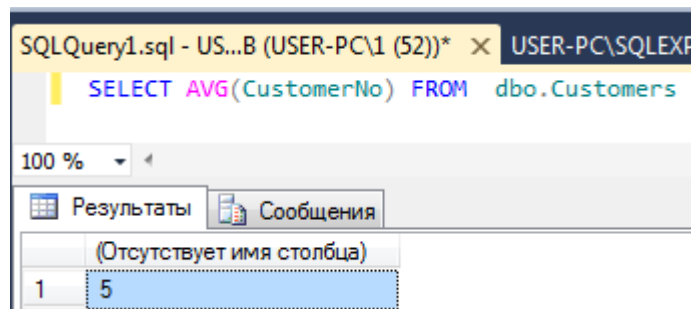 SQLQuery1.sql - US...B (USER-PC\1 (52))* × USER-PC\SQLEXP
SELECT AVG(CustomerNo) FROM dbo.Customers
100 %
Результаты Сообщения
(Отсутствует имя столбца)
1 5